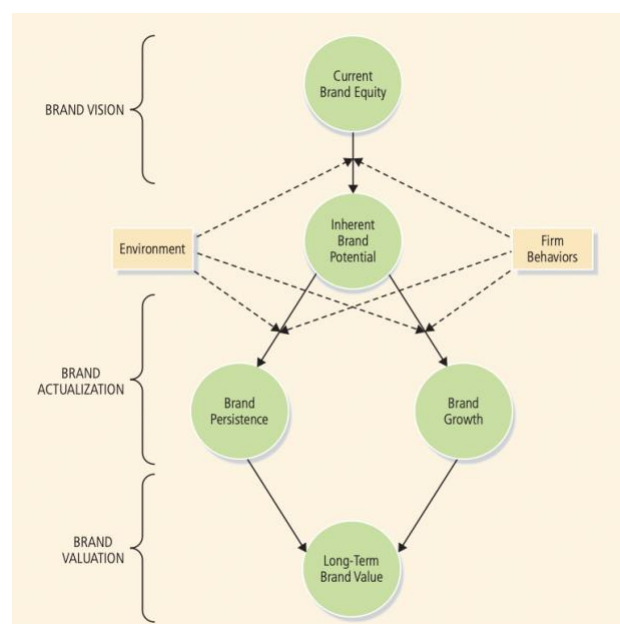 Current
Brand Equity
BRAND VISION
Environment
Inherent
Brand
Potential
Firm
Behaviors
BRAND
ACTUALIZATION
Brand
Persistence
Brand
Growth
BRAND
VALUATION
Long-Term
Brand Value